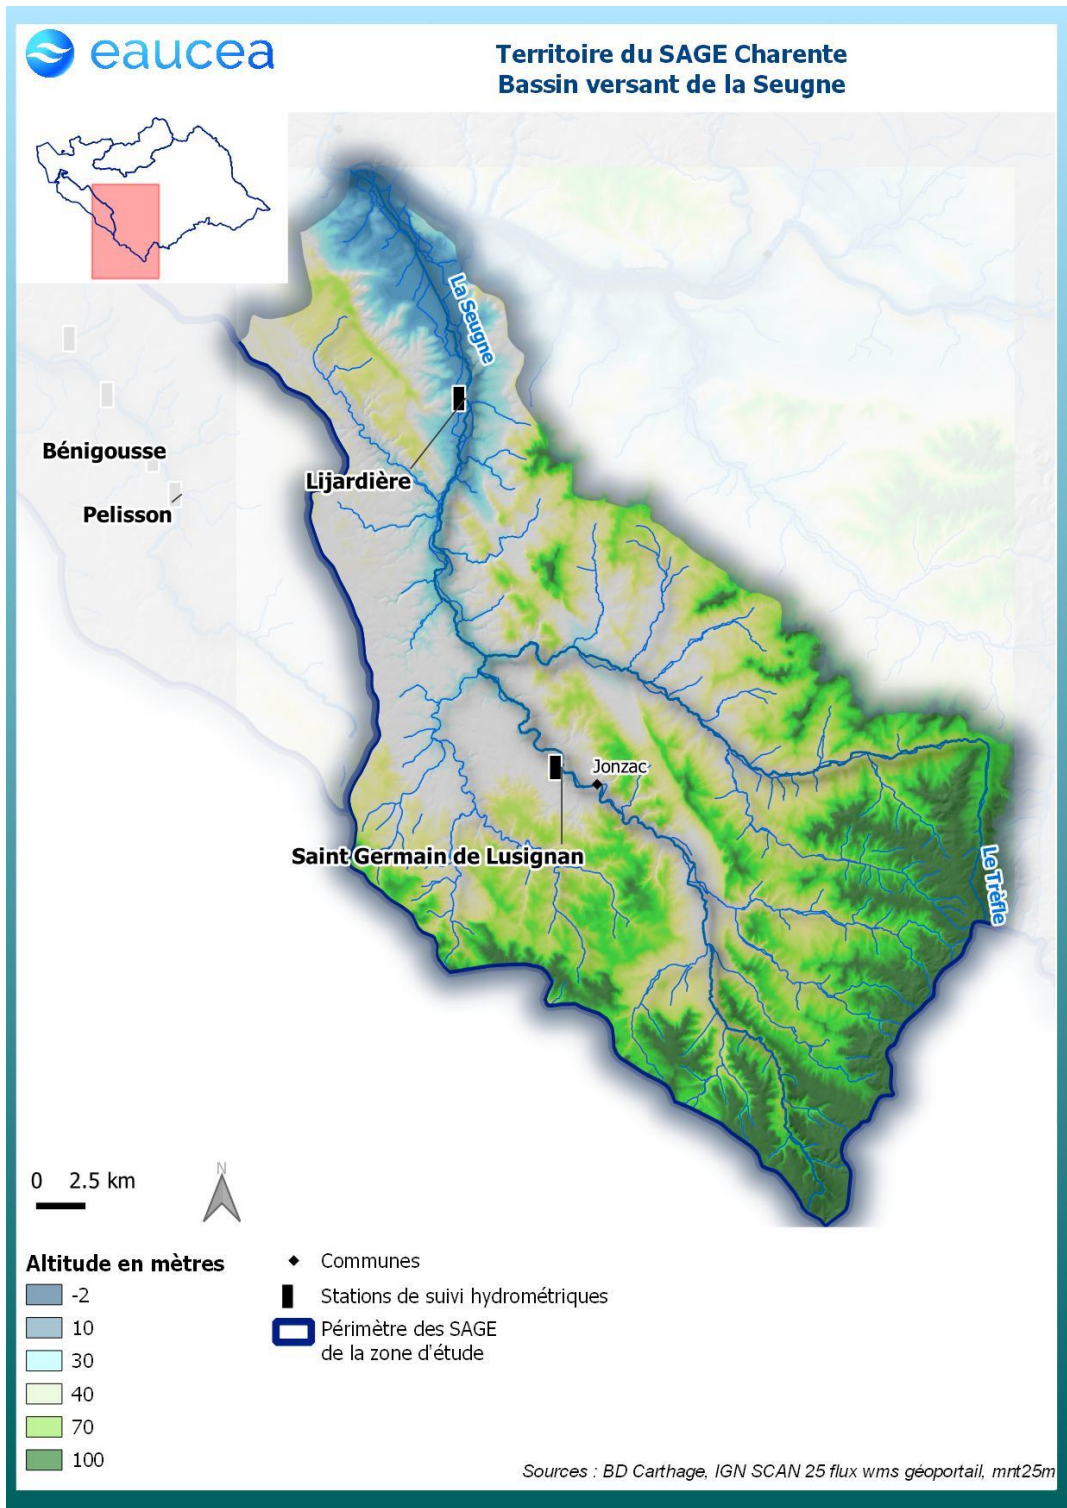 eaucea
Territoire du SAGE Charente
Bassin versant de la Seugne
La Seugne
Bénigousse
Lijardière
Pelisson
Jonzac
Saint Germain de Lusignan
Le Trèfle
0 2.5 km
N
Altitude en mètres
-2
10
30
40
70
100
Communes
Stations de suivi hydrométriques
Périmètre des SAGE
de la zone d'étude
Sources : BD Carthage, IGN SCAN 25 flux wms géoportail, mnt25m